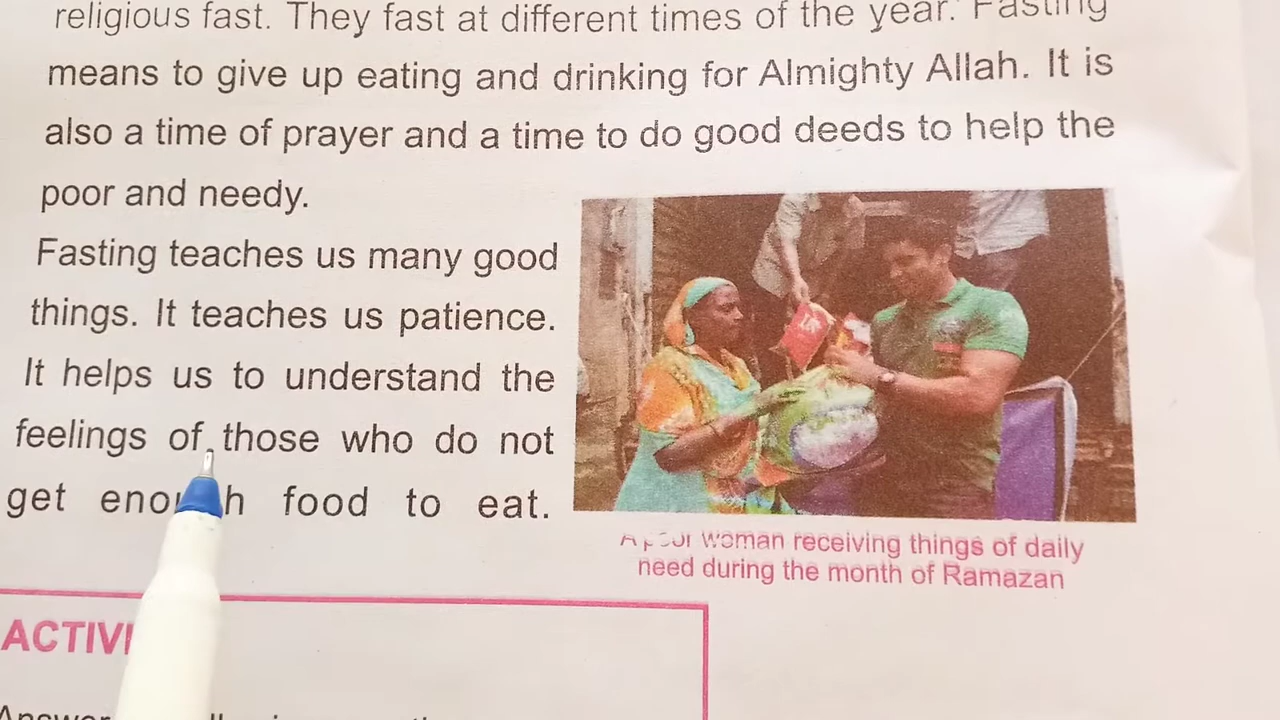 religious fast. They fast at different times of the year. Fasting
means to give up eating and drinking for Almighty Allah. It is
also a time of prayer and a time to do good deeds to help the
poor and needy.
Fasting teaches us many good
things. It teaches us patience.
It helps us to understand the
feelings of those who do not
get enough food to eat.
A poor woman receiving things of daily
need during the month of Ramazan